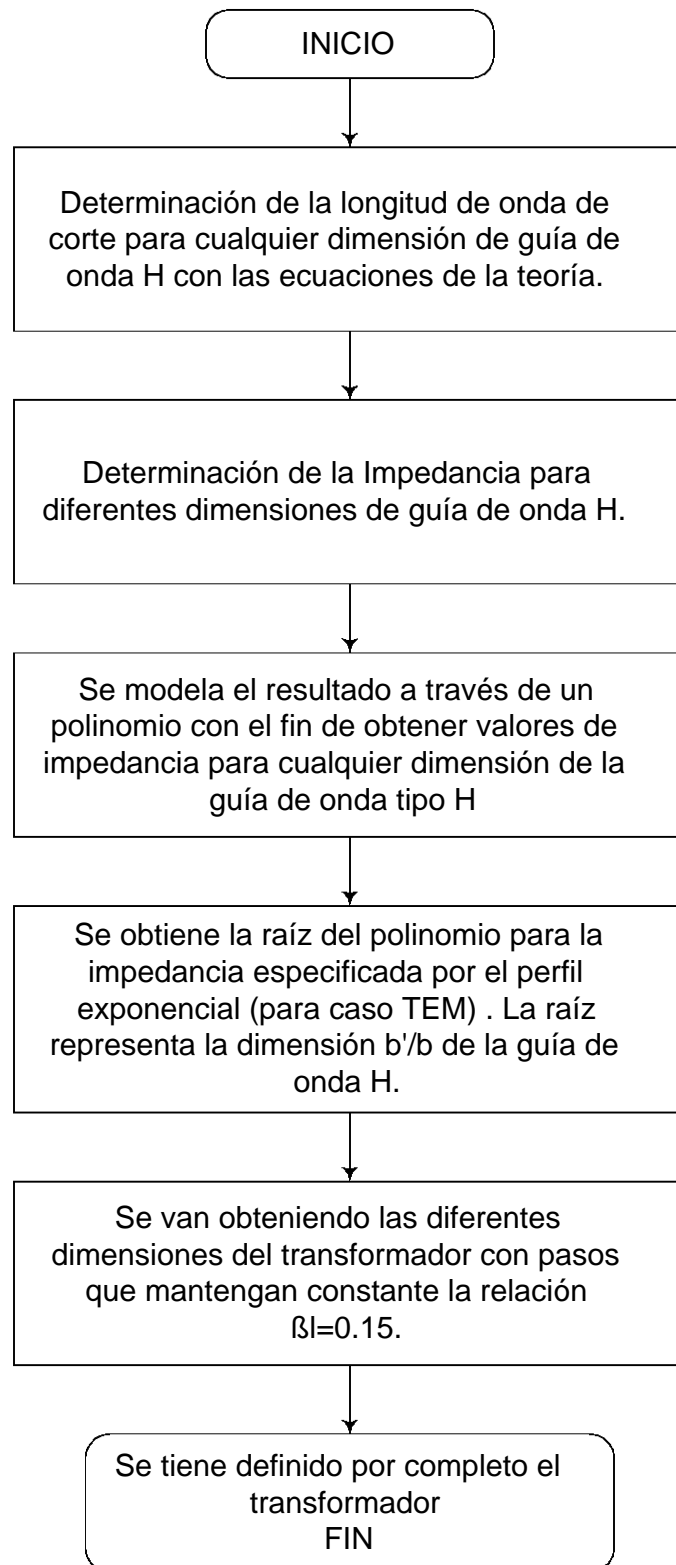 INICIO
Determinación de la longitud de onda de
corte para cualquier dimensión de guía de
onda H con las ecuaciones de la teoría.
Determinación de la Impedancia para
diferentes dimensiones de guía de onda H.
Se modela el resultado a través de un
polinomio con el fin de obtener valores de
impedancia para cualquier dimensión de la
guía de onda tipo H
Se obtiene la raíz del polinomio para la
impedancia especificada por el perfil
exponencial (para caso TEM) . La raíz
representa la dimensión b'/b de la guía de
onda H.
Se van obteniendo las diferentes
dimensiones del transformador con pasos
que mantengan constante la relación
ßl=0.15.
Se tiene definido por completo el
transformador
FIN